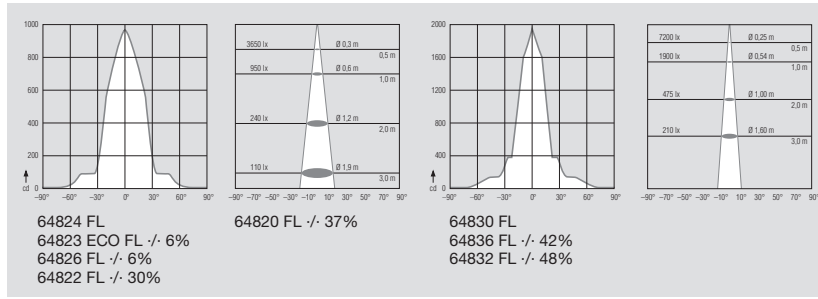 1000
800
600
400
200
cd 0
–90° –60° –30° 0° 30° 60° 90°
3650 lx Ø 0,3 m
0,5 m
950 lx Ø 0,6 m
1,0 m
240 lx Ø 1,2 m
2,0 m
110 lx Ø 1,9 m
3,0 m
–90° –70° –50° –30° –10° 10° 30° 50° 70° 90°
2000
1600
1200
800
400
cd 0
–90° –60° –30° 0° 30° 60° 90°
7200 lx Ø 0,25 m
0,5 m
1900 lx Ø 0,54 m
1,0 m
475 lx Ø 1,00 m
2,0 m
210 lx Ø 1,60 m
3,0 m
–90° –70° –50° –30° –10° 10° 30° 50° 70° 90°
64824 FL
64823 ECO FL ·/· 6%
64826 FL ·/· 6%
64822 FL ·/· 30%
64820 FL ·/· 37%
64830 FL
64836 FL ·/· 42%
64832 FL ·/· 48%